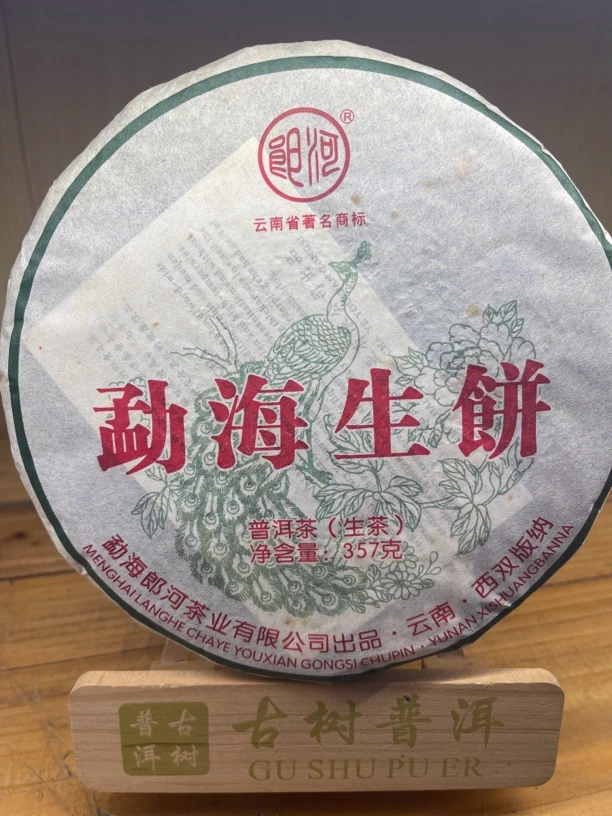 郎河®
云南省著名商标
勐海生餅
普洱茶（生茶）
净含量：357克
勐海郎河茶业有限公司出品·云南·西双版纳
MENGHAI LANGHE CHAYE YOUXIAN GONGSI CHUPIN · YUNAN XISHUANGBANNA
古树
普洱
古树普洱
GU SHU PU ER